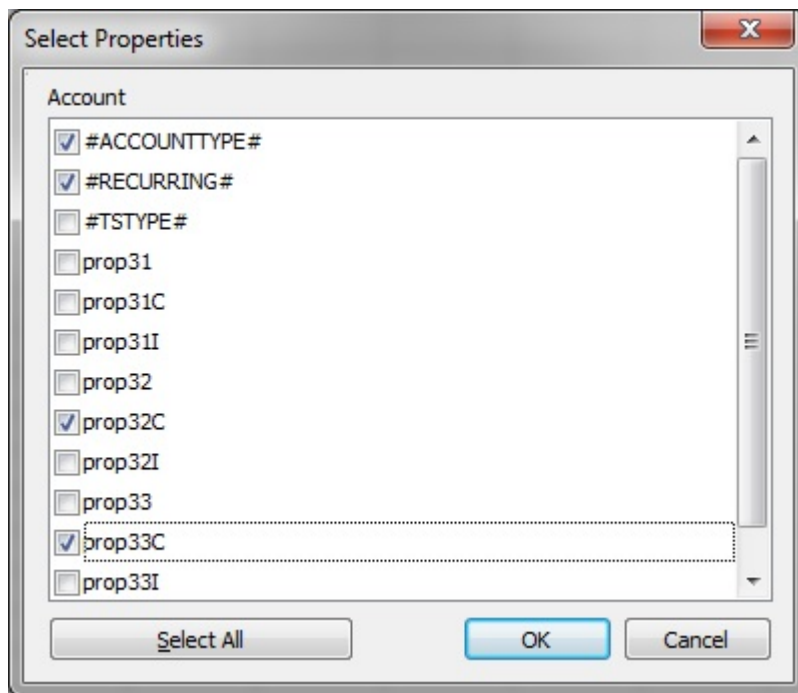 Select Properties
Account
#ACCOUNTTYPE#
#RECURRING#
#TSTYPE#
prop31
prop31C
prop31I
prop32
prop32C
prop32I
prop33
prop33C
prop33I
Select All
OK
Cancel